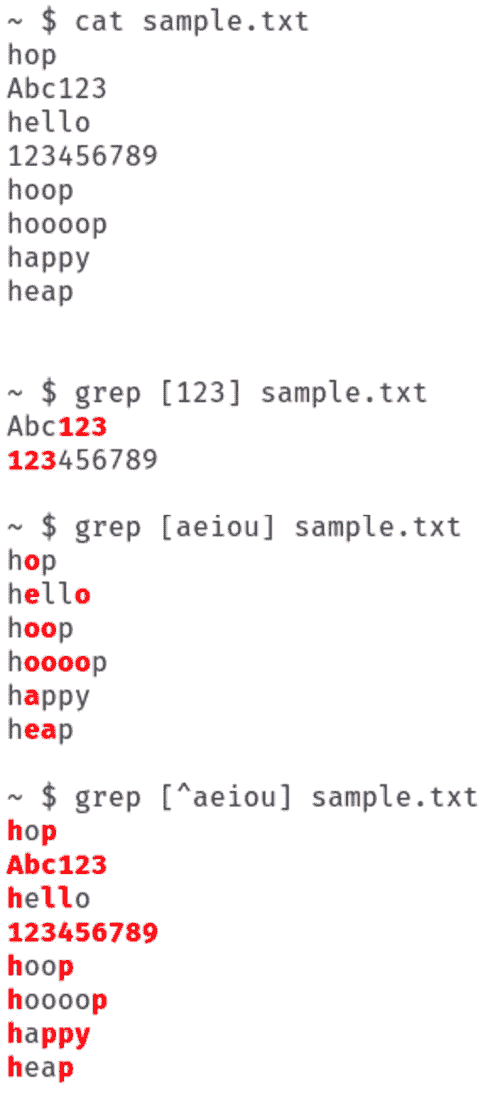 ~ $ cat sample.txt
hop
Abc123
hello
123456789
hoop
hoooop
happy
heap
~ $ grep [123] sample.txt
Abc123
123456789
~ $ grep [aeiou] sample.txt
hop
hello
hoop
hoooop
happy
heap
~ $ grep [^aeiou] sample.txt
hop
Abc123
hello
123456789
hoop
hoooop
happy
heap